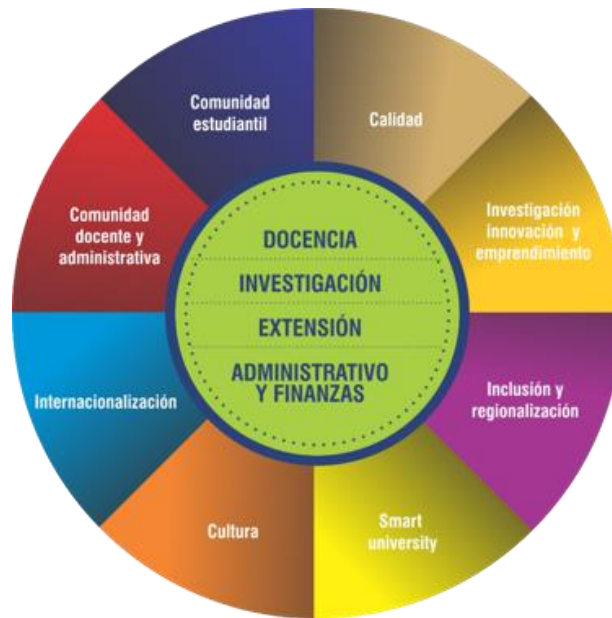 Comunidad
estudiantil
Calidad
Comunidad
docente y
administrativa
Investigación
innovación y
emprendimiento
DOCENCIA
INVESTIGACIÓN
EXTENSIÓN
ADMINISTRATIVO
Y FINANZAS
Internacionalización
Inclusión y
regionalización
Cultura
Smart
university